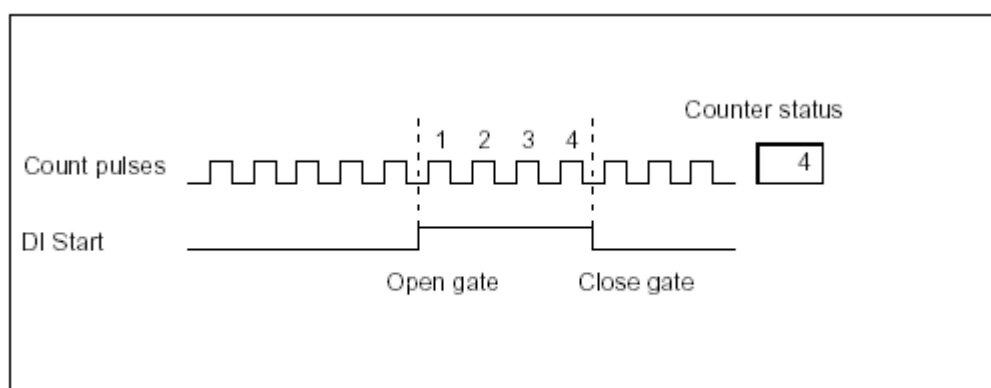 Counter status
1 2 3 4
Count pulses
4
DI Start
Open gate
Close gate